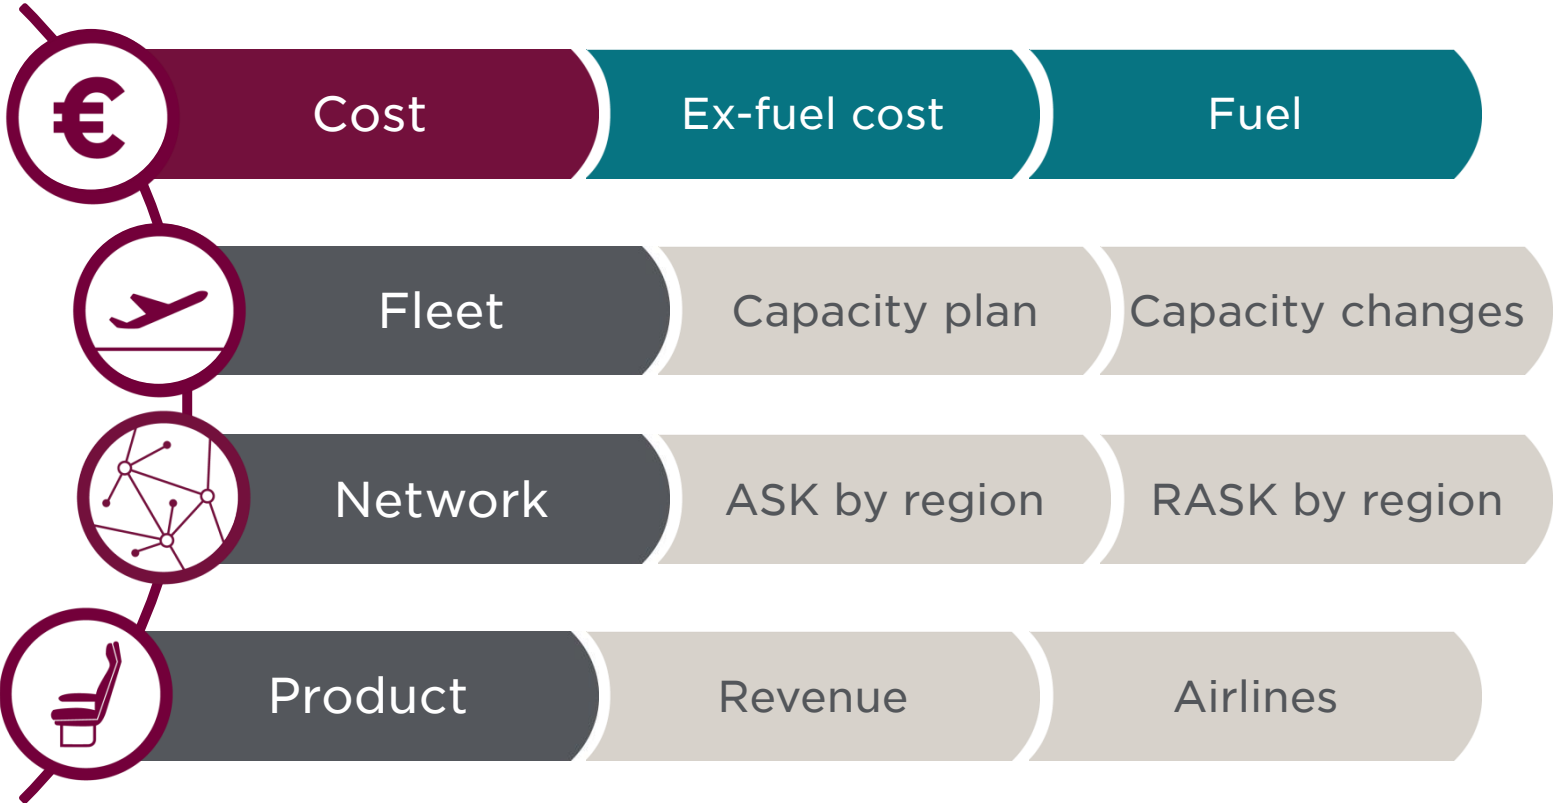 €
Cost
Ex-fuel cost
Fuel
Fleet
Capacity plan
Capacity changes
Network
ASK by region
RASK by region
Product
Revenue
Airlines